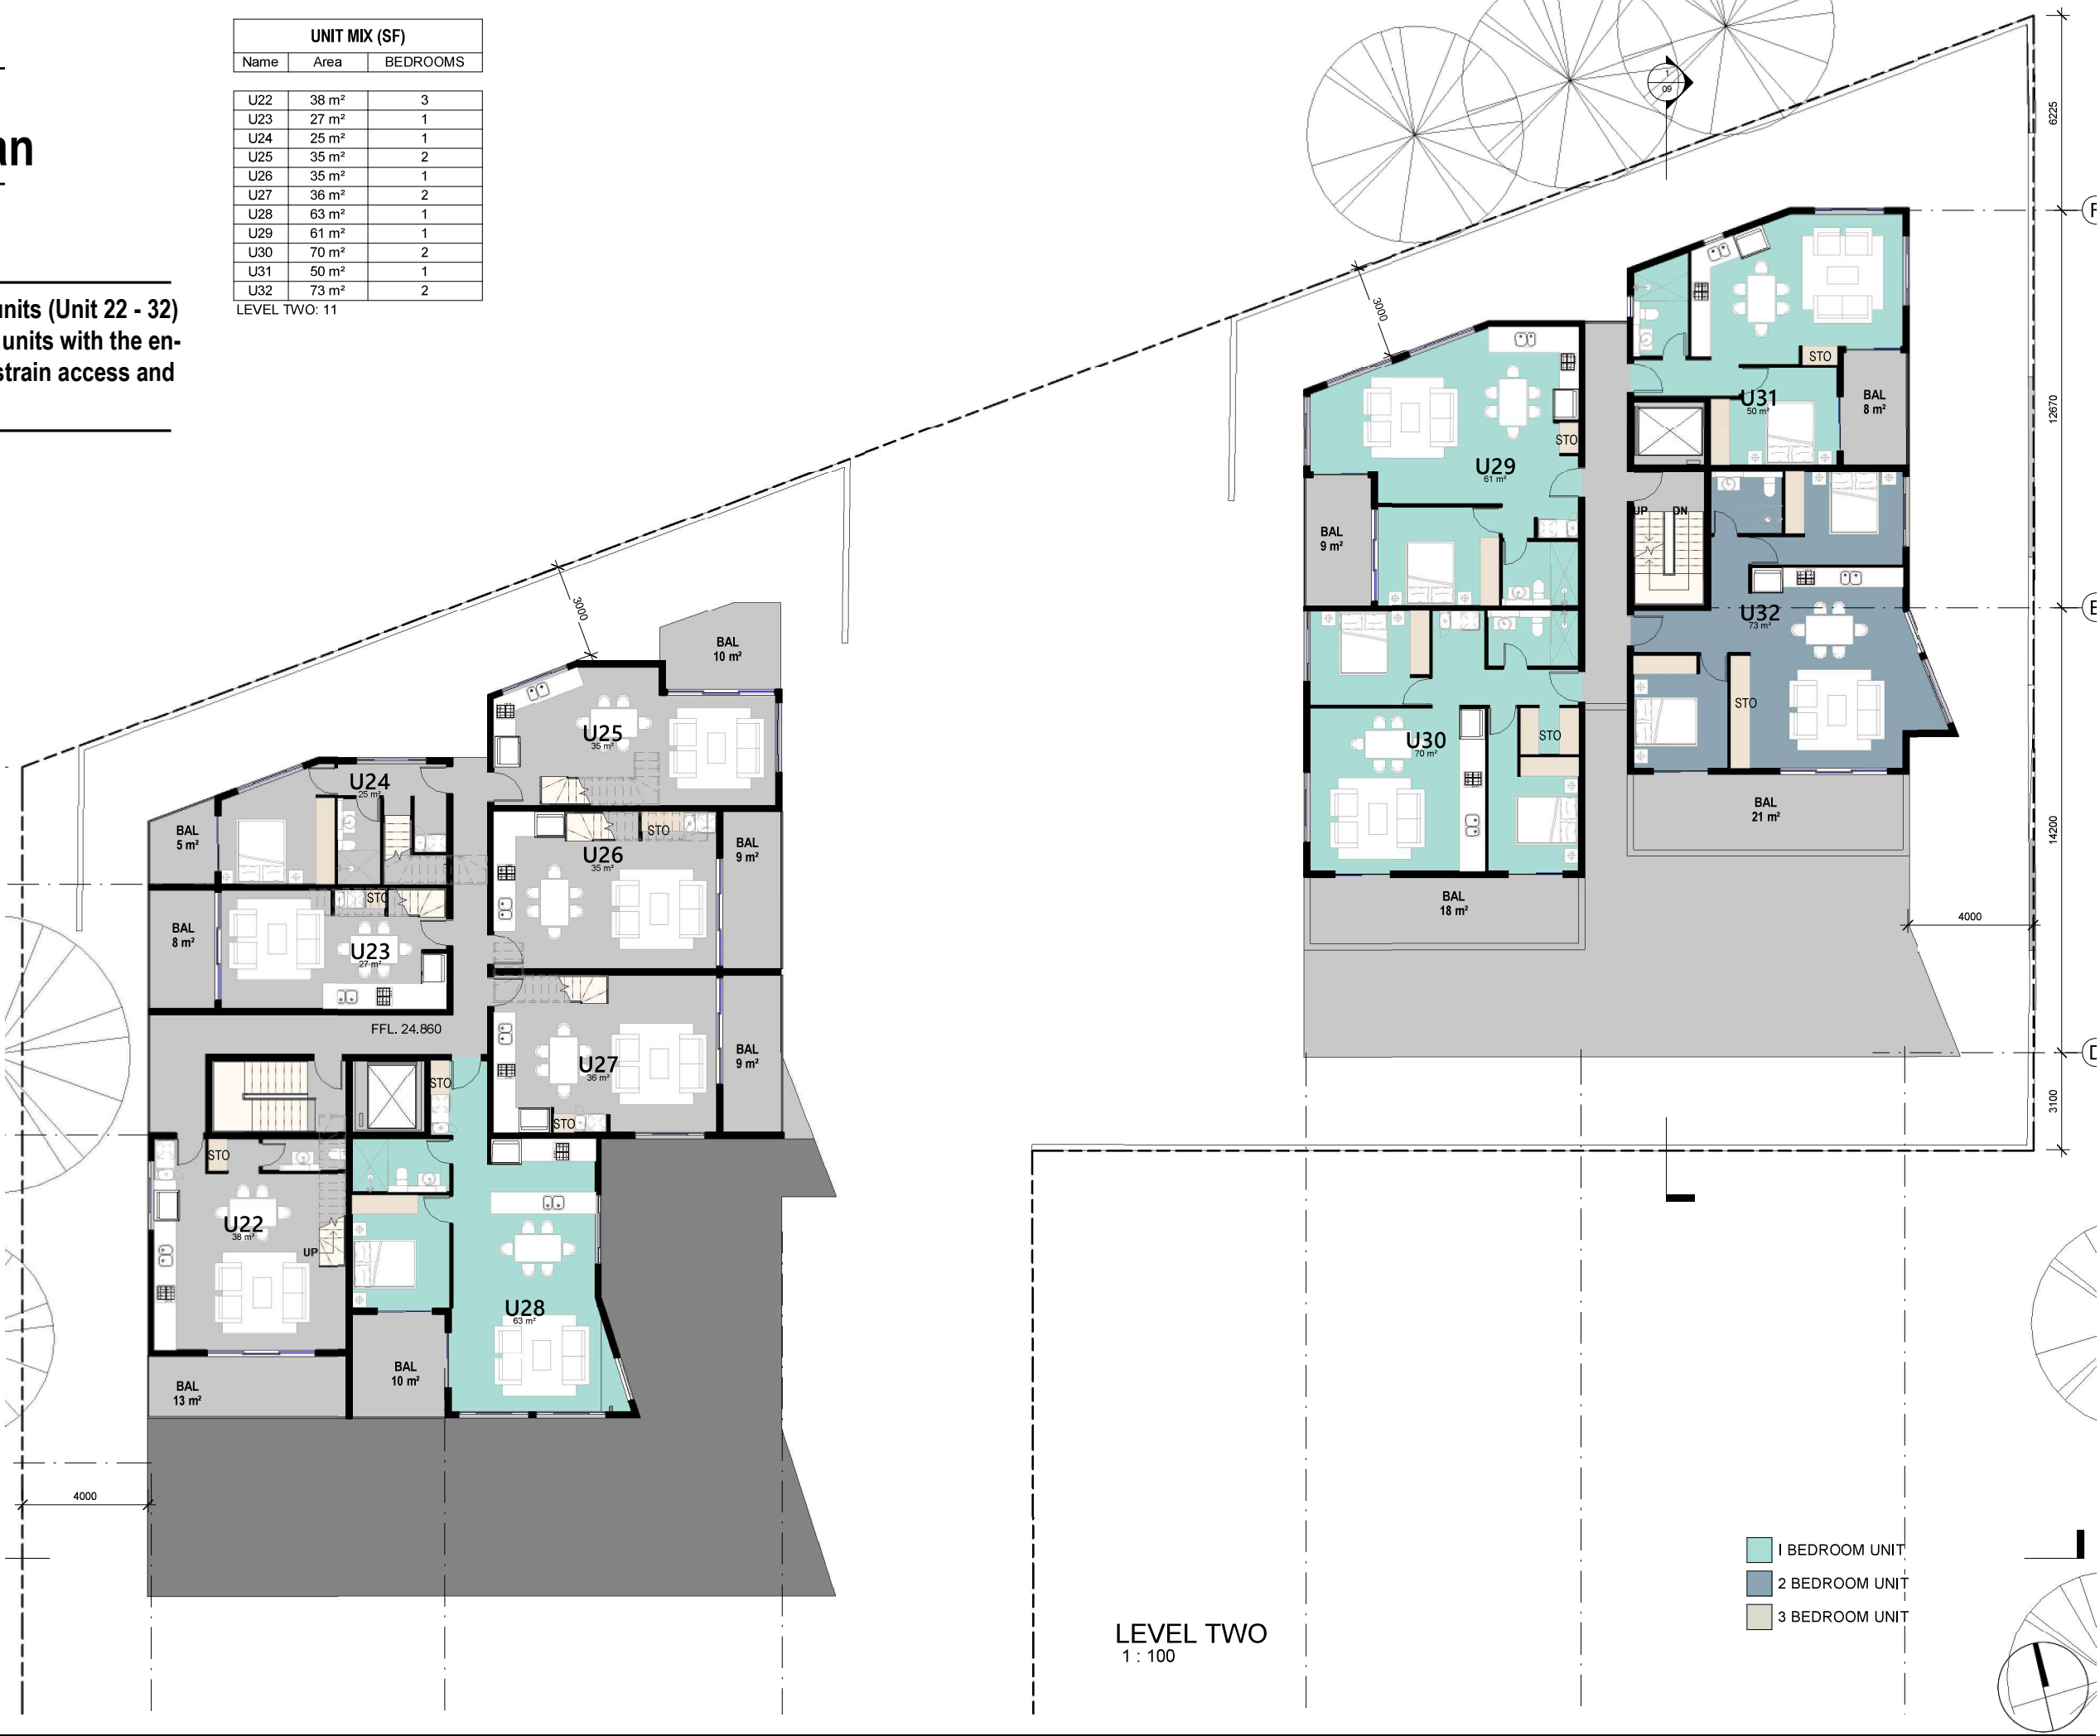 an
units (Unit 22 - 32)
units with the en-
strain access and
UNIT MIX (SF)
Name Area BEDROOMS
U22 38 m² 3
U23 27 m² 1
U24 25 m² 1
U25 35 m² 2
U26 35 m² 1
U27 36 m² 2
U28 63 m² 1
U29 61 m² 1
U30 70 m² 2
U31 50 m² 1
U32 73 m² 2
LEVEL TWO: 11
1
09
6225
F
3000
STO
U31
50 m²
BAL
8 m²
12670
STO
U29
61 m²
UP DN
BAL
9 m²
3000
E
U32
73 m²
BAL
10 m²
STO
U25
35 m²
U30
70 m²
STO
U24
25 m²
BAL
21 m²
14200
BAL
5 m²
STO
U26
35 m²
BAL
9 m²
BAL
18 m²
4000
STO
BAL
8 m²
U23
27 m²
FFL. 24.860
BAL
9 m²
D
U27
36 m²
STO
STO
3100
STO
U22
38 m²
UP
U28
63 m²
BAL
10 m²
BAL
13 m²
4000
1 BEDROOM UNIT
2 BEDROOM UNIT
3 BEDROOM UNIT
LEVEL TWO
1 : 100